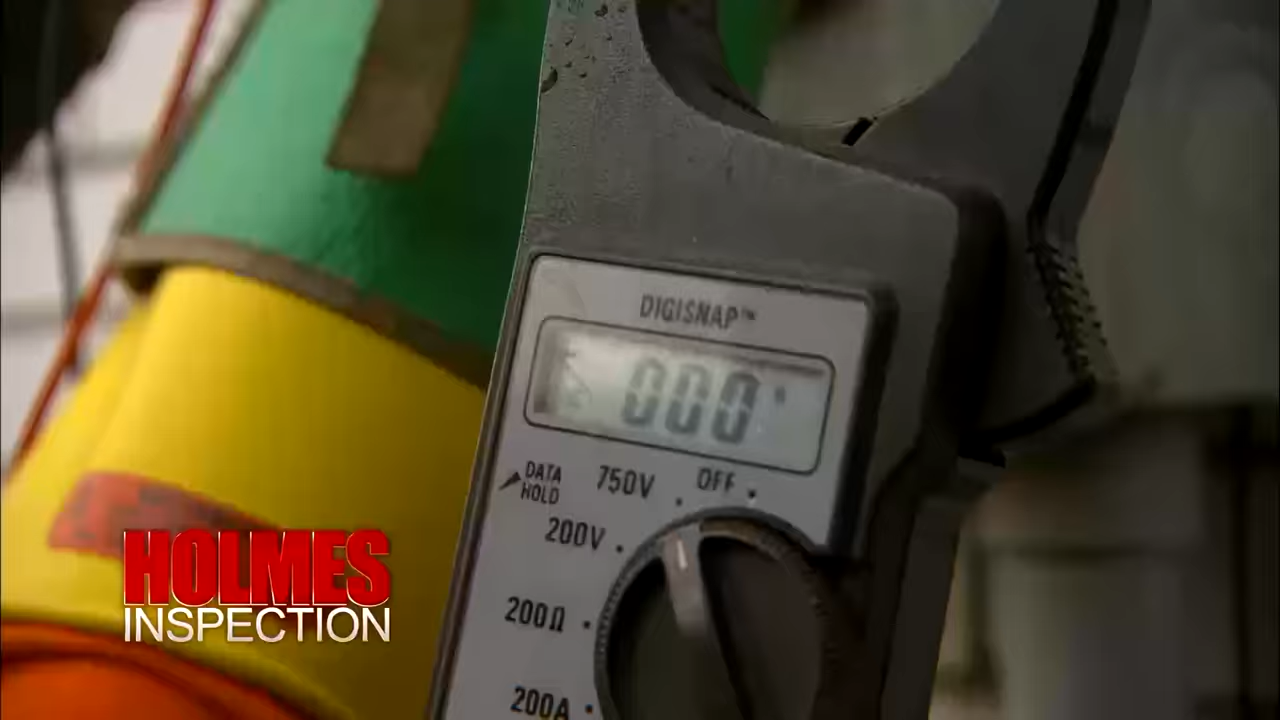 DIGISNAP™
000
DATA HOLD
750V
OFF
200V
200Ω
200A
HOLMES
INSPECTION